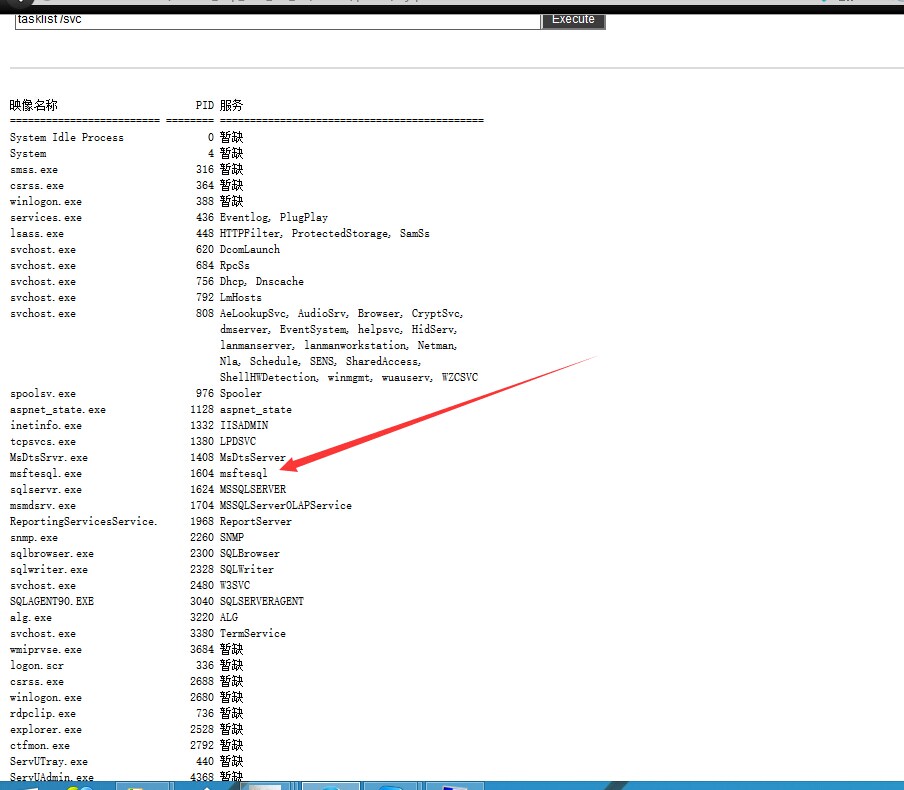 tasklist /svc
Execute
映像名称 PID 服务
========================= ======== ============================================
System Idle Process 0 暂缺
System 4 暂缺
smss.exe 316 暂缺
csrss.exe 364 暂缺
winlogon.exe 388 暂缺
services.exe 436 Eventlog, PlugPlay
lsass.exe 448 HTTPFilter, ProtectedStorage, SamSs
svchost.exe 620 DcomLaunch
svchost.exe 684 RpcSs
svchost.exe 756 Dhcp, Dnscache
svchost.exe 792 LmHosts
svchost.exe 808 AeLookupSvc, AudioSrv, Browser, CryptSvc,
dmserver, EventSystem, helpsvc, HidServ,
lanmanserver, lanmanworkstation, Netman,
Nla, Schedule, SENS, SharedAccess,
ShellHWDetection, winmgmt, wuauserv, WZCSVC
spoolsv.exe 976 Spooler
aspnet_state.exe 1128 aspnet_state
inetinfo.exe 1332 IISADMIN
tcpsvcs.exe 1380 LPDSVC
MsDtsSrvr.exe 1408 MsDtsServer
msftesql.exe 1604 msftesql
sqlservr.exe 1624 MSSQLSERVER
msmdsrv.exe 1704 MSSQLServerOLAPService
ReportingServicesService. 1968 ReportServer
snmp.exe 2260 SNMP
sqlbrowser.exe 2300 SQLBrowser
sqlwriter.exe 2328 SQLWriter
svchost.exe 2480 W3SVC
SQLAGENT90.EXE 3040 SQLSERVERAGENT
alg.exe 3220 ALG
svchost.exe 3380 TermService
wmiprvse.exe 3684 暂缺
logon.scr 336 暂缺
csrss.exe 2688 暂缺
winlogon.exe 2680 暂缺
rdpclip.exe 736 暂缺
explorer.exe 2528 暂缺
ctfmon.exe 2792 暂缺
ServUTray.exe 440 暂缺
ServUAdmin.exe 4368 暂缺